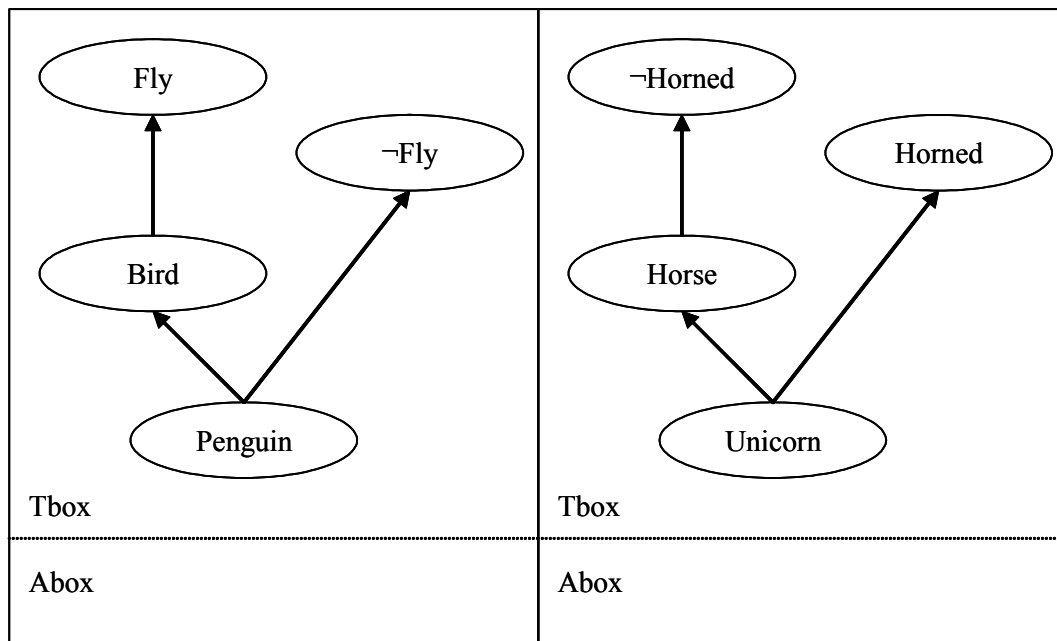 Fly
¬Fly
Bird
Penguin
Tbox
Abox
¬Horned
Horned
Horse
Unicorn
Tbox
Abox